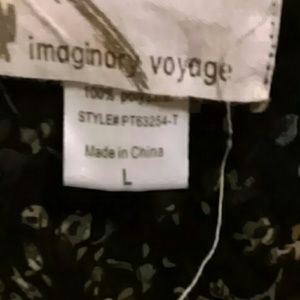 imaginary voyage
100% polyester
STYLE# PT63254-T
Made in China
L